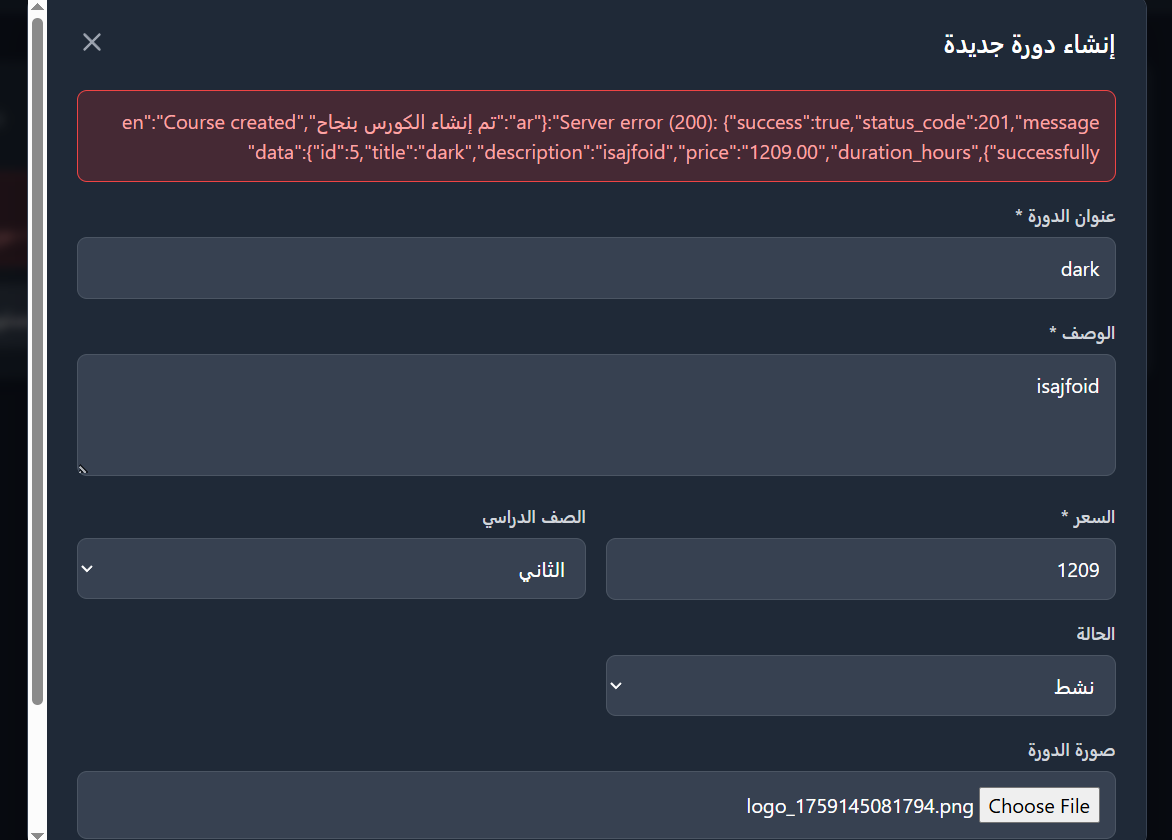 إنشاء دورة جديدة
Server error (200): {"success":true,"status_code":201,"message":{"ar":"تم إنشاء الكورس بنجاح","en":"Course created
successfully"},"data":{"id":5,"title":"dark","description":"isajfoid","price":"1209.00","duration_hours"
عنوان الدورة *
dark
الوصف *
isajfoid
السعر *
الصف الدراسي
1209
الثاني
الحالة
نشط
صورة الدورة
Choose File logo_1759145081794.png